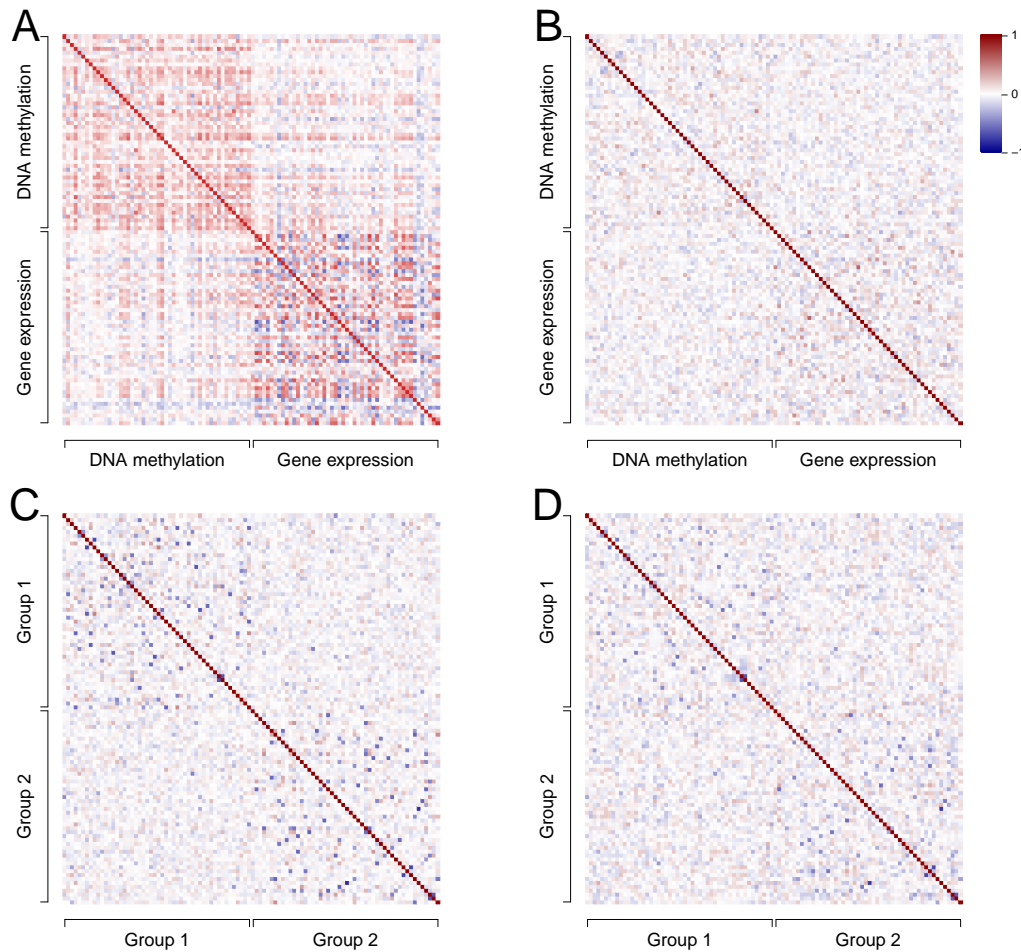 A
B
DNA methylation
Gene expression
DNA methylation
Gene expression
DNA methylation
Gene expression
DNA methylation
Gene expression
1
0
−1
C
D
Group 1
Group 2
Group 1
Group 2
Group 1
Group 2
Group 1
Group 2